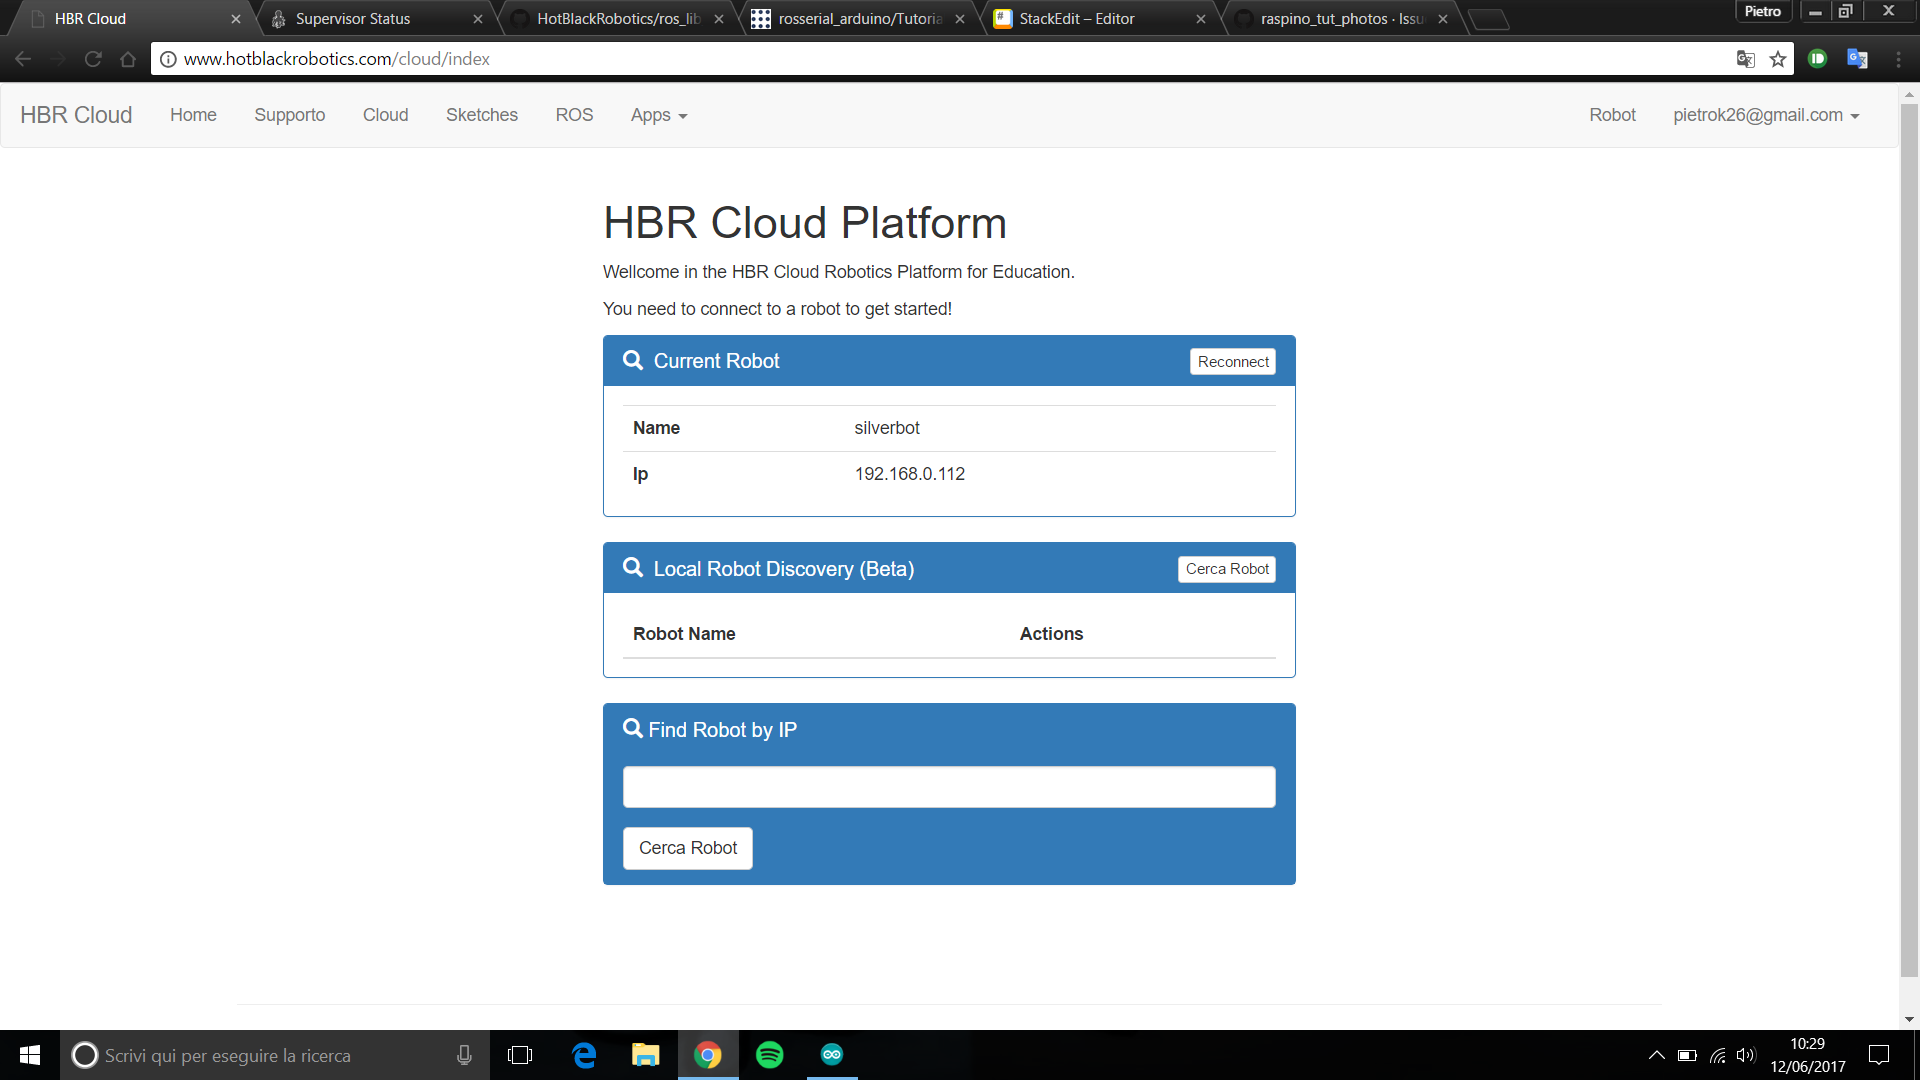 HBR Cloud
Supervisor Status
HotBlackRobotics/ros_lib
rosserial_arduino/Tutoria
StackEdit – Editor
raspino_tut_photos · Issu
Pietro
www.hotblackrobotics.com/cloud/index
HBR Cloud
Home
Supporto
Cloud
Sketches
ROS
Apps
Robot
pietrok26@gmail.com
HBR Cloud Platform
Wellcome in the HBR Cloud Robotics Platform for Education.
You need to connect to a robot to get started!
Current Robot
Reconnect
Name silverbot
Ip 192.168.0.112
Local Robot Discovery (Beta)
Cerca Robot
Robot Name Actions
Find Robot by IP
Cerca Robot
Scrivi qui per eseguire la ricerca
10:29
12/06/2017